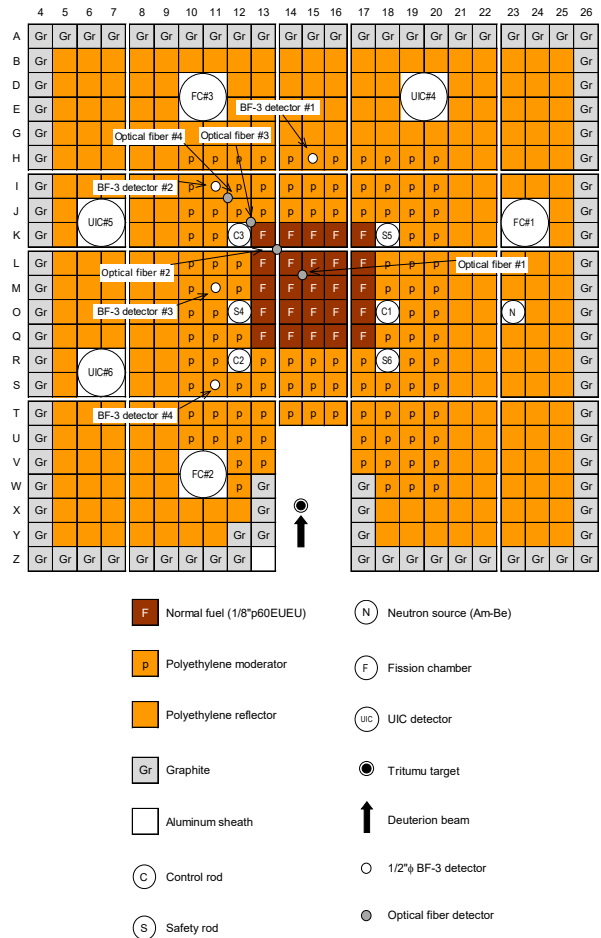 4 5 6 7 8 9 10 11 12 13 14 15 16 17 18 19 20 21 22 23 24 25 26
A Gr Gr Gr Gr Gr Gr Gr Gr Gr Gr Gr Gr Gr Gr Gr Gr Gr Gr Gr Gr Gr Gr Gr
B Gr Gr
D Gr Gr
FC#3 UIC#4
E Gr BF-3 detector #1 Gr
G Gr Optical fiber #4 Optical fiber #3 Gr
H Gr p p p p p p p p p p Gr
I Gr BF-3 detector #2 p p p p p p p p p p Gr
J Gr p p p p p p p p p p p Gr
UIC#5 FC#1
K Gr p p C3 F F F F F S5 p p Gr
L Gr p p p F F F F F p p p Gr
Optical fiber #2 Optical fiber #1
M Gr p p F F F F F p p p Gr
BF-3 detector #3
O Gr p p S4 F F F F F C1 p p N Gr
Q Gr p p p F F F F F p p p Gr
R Gr p p C2 p p p p p S6 p p Gr
UIC#6
S Gr p p p p p p p p p p Gr
BF-3 detector #4
T Gr p p p p p p p p p p p Gr
U Gr p p p p p p p p Gr
V Gr p p p p p p Gr
FC#2
W Gr p Gr Gr p p p Gr
X Gr Gr Gr Gr
Y Gr Gr Gr Gr Gr
Z Gr Gr Gr Gr Gr Gr Gr Gr Gr Gr Gr Gr Gr Gr Gr Gr Gr Gr Gr
F Normal fuel (1/8"p60EUEU)
p Polyethylene moderator
Polyethylene reflector
Gr Graphite
Aluminum sheath
C Control rod
S Safety rod
N Neutron source (Am-Be)
F Fission chamber
UIC UIC detector
Tritumu target
Deuterion beam
1/2"ϕ BF-3 detector
Optical fiber detector